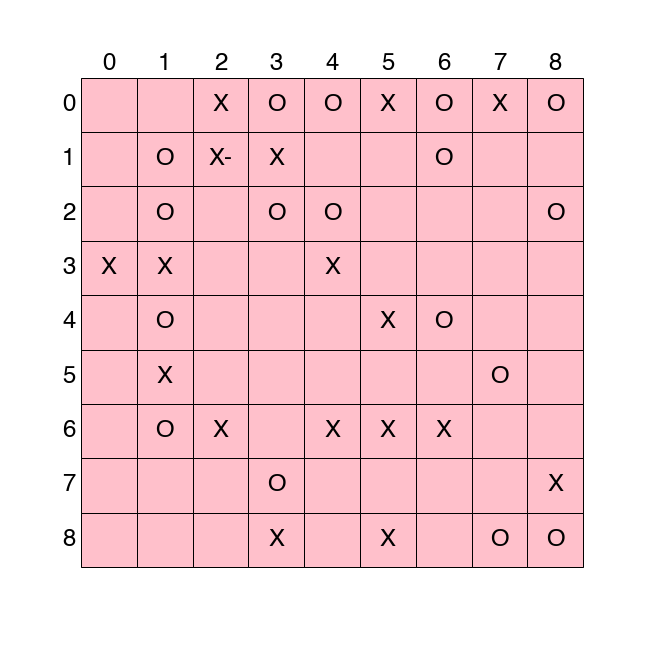 0 1 2 3 4 5 6 7 8
0 X O O X O X O
1 O X- X O
2 O O O O
3 X X X
4 O X O
5 X O
6 O X X X X
7 O X
8 X X O O